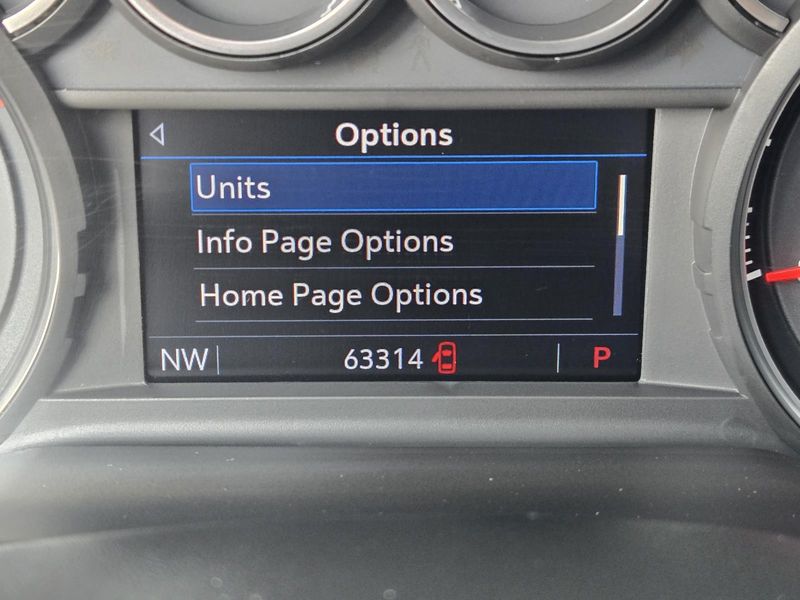 Options
Units
Info Page Options
Home Page Options
NW 63314 P